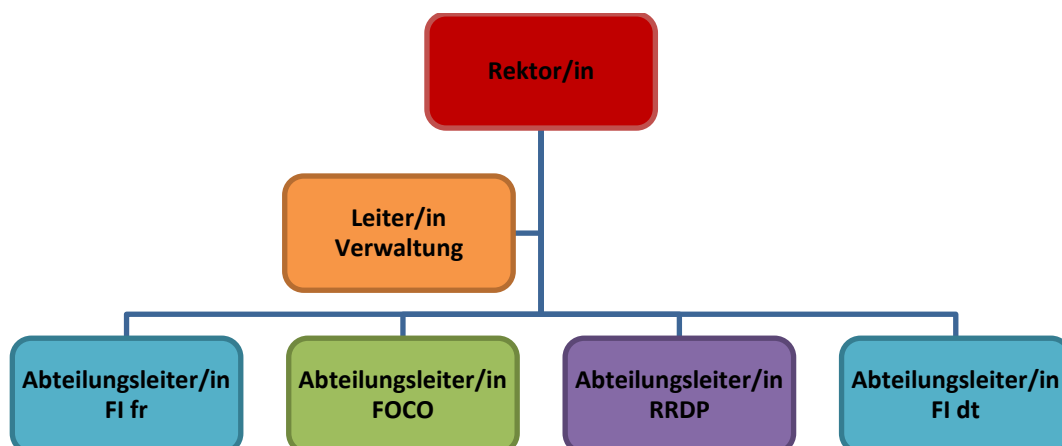 Rektor/in
Leiter/in
Verwaltung
Abteilungsleiter/in
FI fr
Abteilungsleiter/in
FOCO
Abteilungsleiter/in
RRDP
Abteilungsleiter/in
FI dt